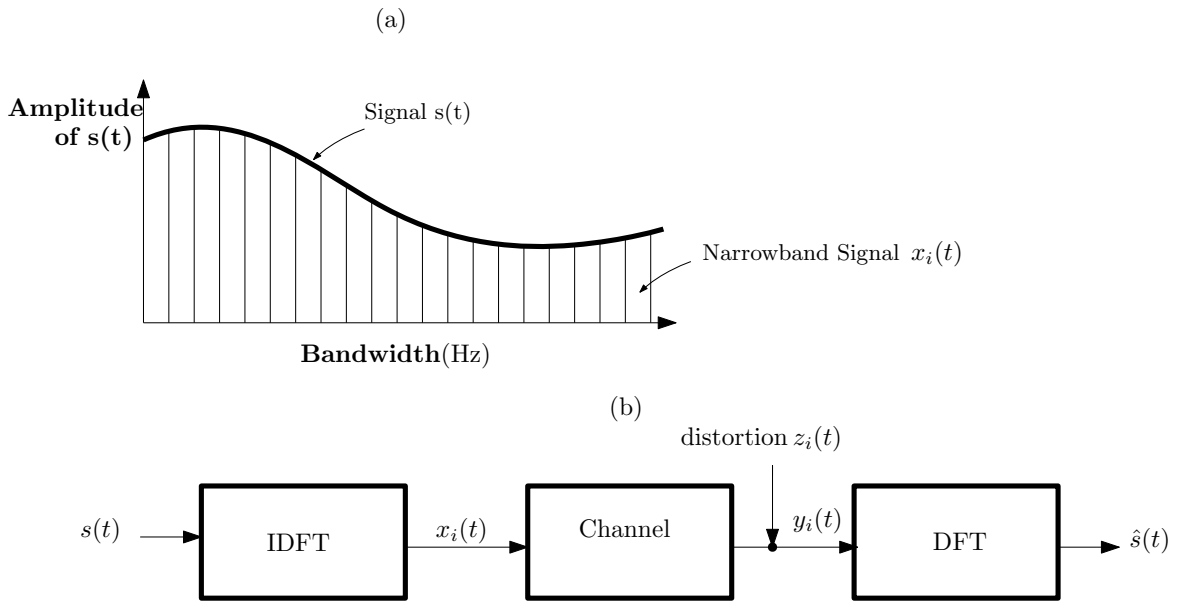 (a)
Amplitude
of s(t)
Signal s(t)
Narrowband Signal x_i(t)
Bandwidth(Hz)
(b)
distortion z_i(t)
s(t)
IDFT
x_i(t)
Channel
y_i(t)
DFT
ŝ(t)